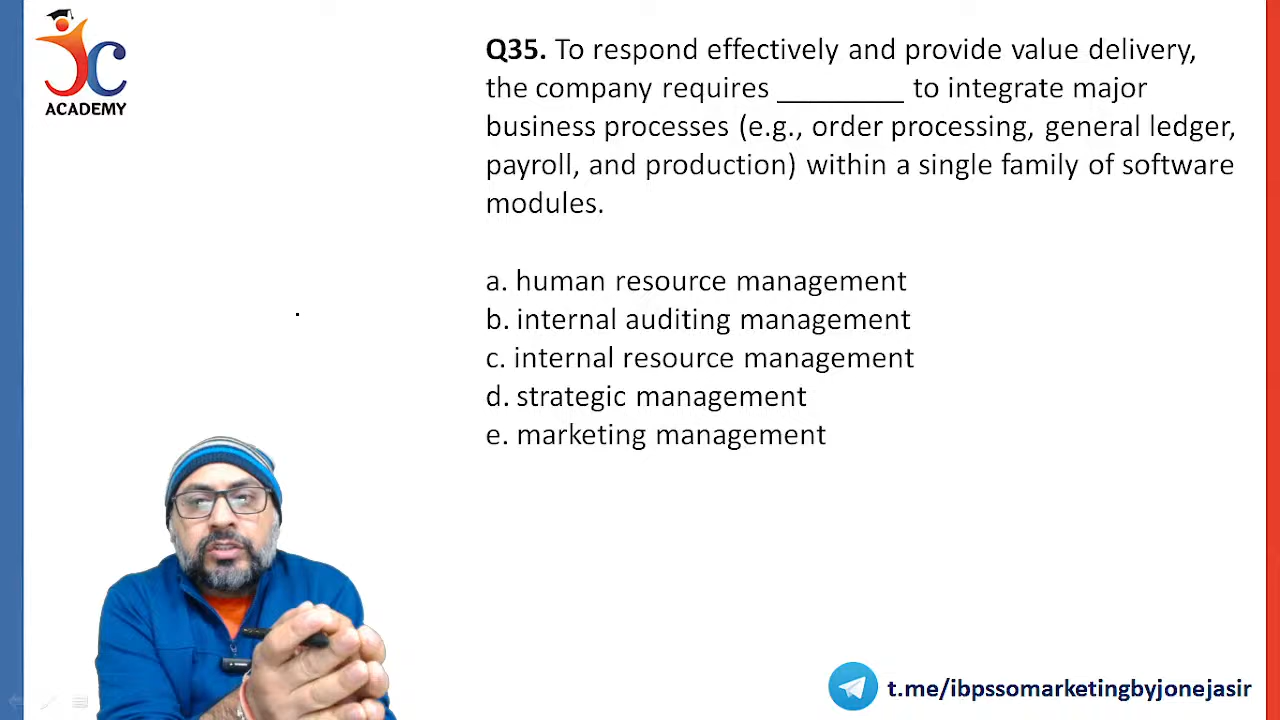 JC
ACADEMY
Q35. To respond effectively and provide value delivery,
the company requires _________ to integrate major
business processes (e.g., order processing, general ledger,
payroll, and production) within a single family of software
modules.
a. human resource management
b. internal auditing management
c. internal resource management
d. strategic management
e. marketing management
t.me/ibpssomarketingbyjonejasir